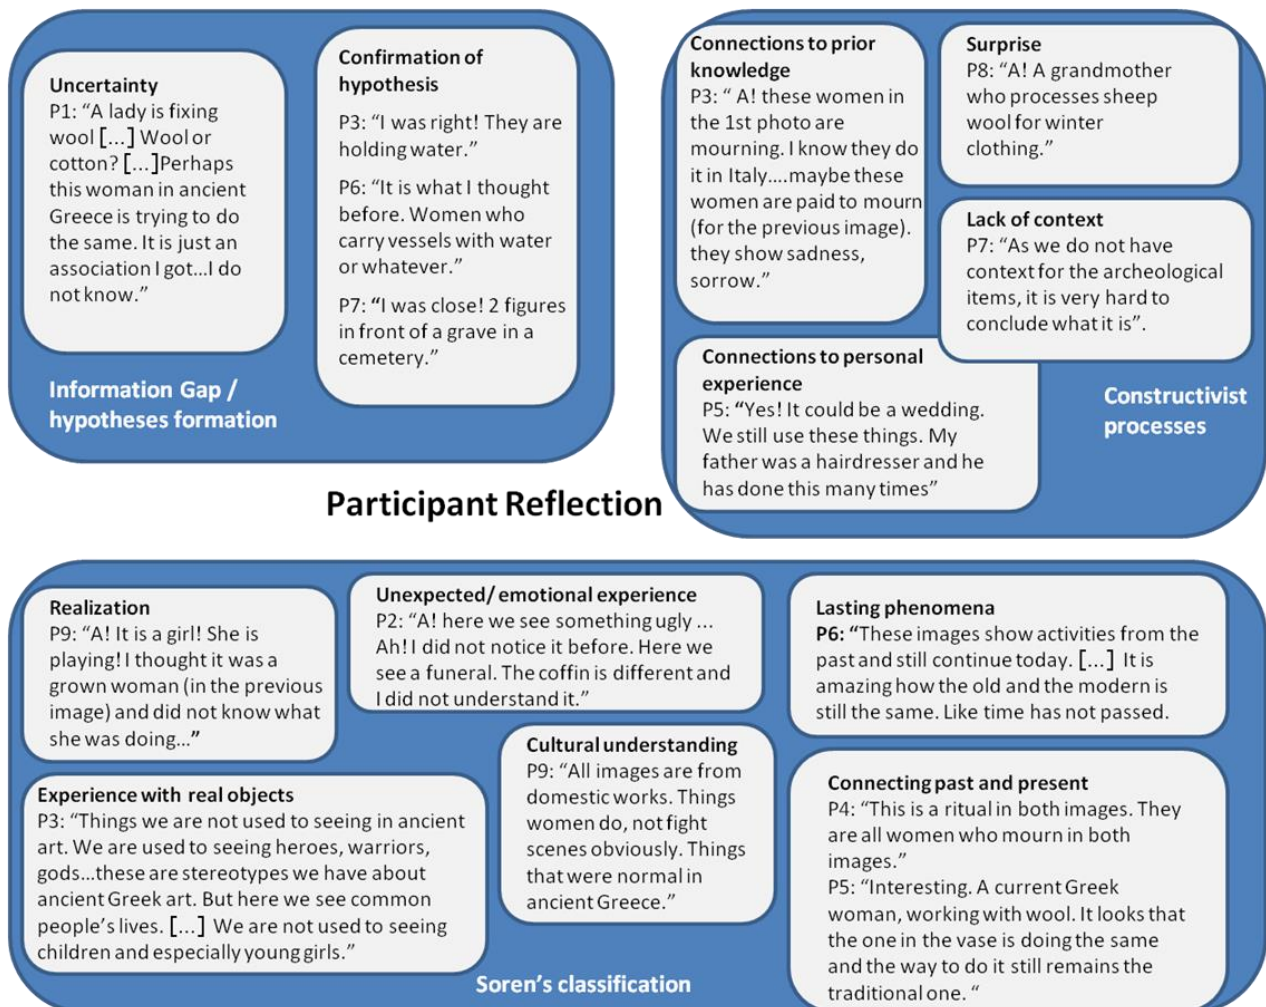 Uncertainty
P1: “A lady is fixing
wool [...] Wool or
cotton? [...]Perhaps
this woman in ancient
Greece is trying to do
the same. It is just an
association I got...I do
not know.”
Confirmation of
hypothesis
P3: “I was right! They are
holding water.”
P6: “It is what I thought
before. Women who
carry vessels with water
or whatever.”
P7: “I was close! 2 figures
in front of a grave in a
cemetery.”
Information Gap /
hypotheses formation
Connections to prior
knowledge
P3: “ A! these women in
the 1st photo are
mourning. I know they do
it in Italy....maybe these
women are paid to mourn
(for the previous image).
they show sadness,
sorrow.”
Surprise
P8: “A! A grandmother
who processes sheep
wool for winter
clothing.”
Lack of context
P7: “As we do not have
context for the archeological
items, it is very hard to
conclude what it is”.
Connections to personal
experience
P5: “Yes! It could be a wedding.
We still use these things. My
father was a hairdresser and he
has done this many times”
Constructivist
processes
Participant Reflection
Realization
P9: “A! It is a girl! She is
playing! I thought it was a
grown woman (in the previous
image) and did not know what
she was doing...”
Unexpected/ emotional experience
P2: “A! here we see something ugly ...
Ah! I did not notice it before. Here we
see a funeral. The coffin is different and
I did not understand it.”
Lasting phenomena
P6: “These images show activities from the
past and still continue today. [...] It is
amazing how the old and the modern is
still the same. Like time has not passed.
Experience with real objects
P3: “Things we are not used to seeing in ancient
art. We are used to seeing heroes, warriors,
gods...these are stereotypes we have about
ancient Greek art. But here we see common
people’s lives. [...] We are not used to seeing
children and especially young girls.”
Cultural understanding
P9: “All images are from
domestic works. Things
women do, not fight
scenes obviously. Things
that were normal in
ancient Greece.”
Connecting past and present
P4: “This is a ritual in both images. They
are all women who mourn in both
images.”
P5: “Interesting. A current Greek
woman, working with wool. It looks that
the one in the vase is doing the same
and the way to do it still remains the
traditional one. “
Soren’s classification